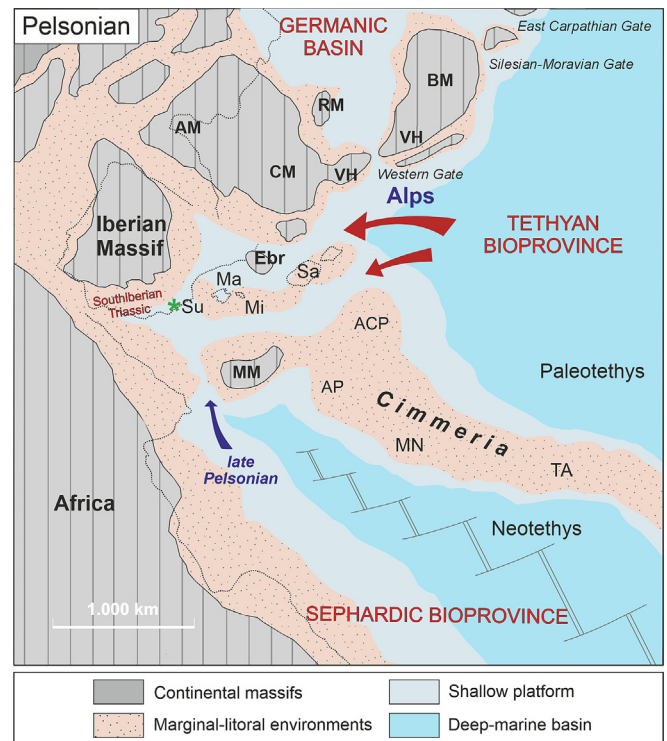 Pelsonian
GERMANIC
BASIN
East Carpathian Gate
Silesian-Moravian Gate
BM
RM
AM
VH
CM
VH
Western Gate
Alps
Iberian
Massif
TETHYAN
BIOPROVINCE
Ebr
Sa
Ma
SouthIberian
Triassic
*Su
Mi
ACP
MM
Paleotethys
AP
Cimmeria
MN
late
Pelsonian
TA
Africa
Neotethys
1.000 km
SEPHARDIC BIOPROVINCE
Continental massifs
Shallow platform
Marginal-litoral environments
Deep-marine basin